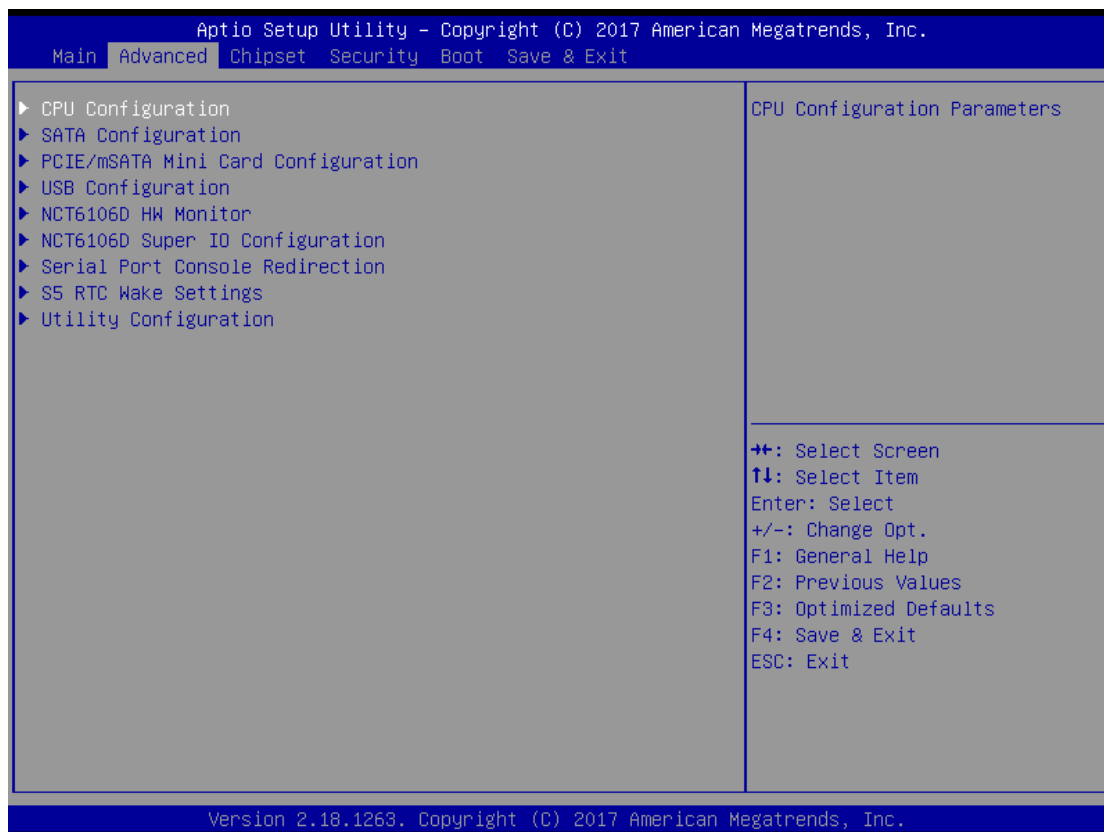 Aptio Setup Utility – Copyright (C) 2017 American Megatrends, Inc.
Main Advanced Chipset Security Boot Save & Exit
▶ CPU Configuration
▶ SATA Configuration
▶ PCIE/mSATA Mini Card Configuration
▶ USB Configuration
▶ NCT6106D HW Monitor
▶ NCT6106D Super IO Configuration
▶ Serial Port Console Redirection
▶ S5 RTC Wake Settings
▶ Utility Configuration
CPU Configuration Parameters
→←: Select Screen
↑↓: Select Item
Enter: Select
+/-: Change Opt.
F1: General Help
F2: Previous Values
F3: Optimized Defaults
F4: Save & Exit
ESC: Exit
Version 2.18.1263. Copyright (C) 2017 American Megatrends, Inc.